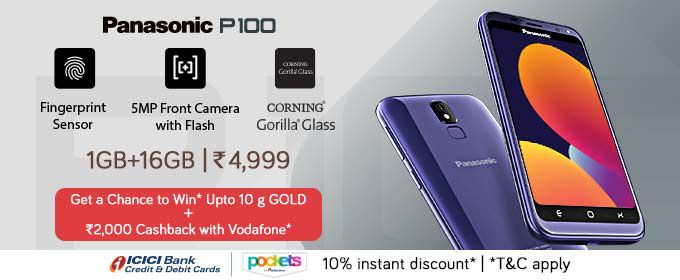 Panasonic P100
CORNING
Gorilla® Glass
Fingerprint
Sensor
5MP Front Camera
with Flash
CORNING®
Gorilla® Glass
1GB+16GB | ₹ 4,999
Get a Chance to Win* Upto 10 g GOLD
+
₹2,000 Cashback with Vodafone*
Panasonic
Panasonic
ICICI Bank
Credit & Debit Cards
pockets
10% instant discount* | *T&C apply